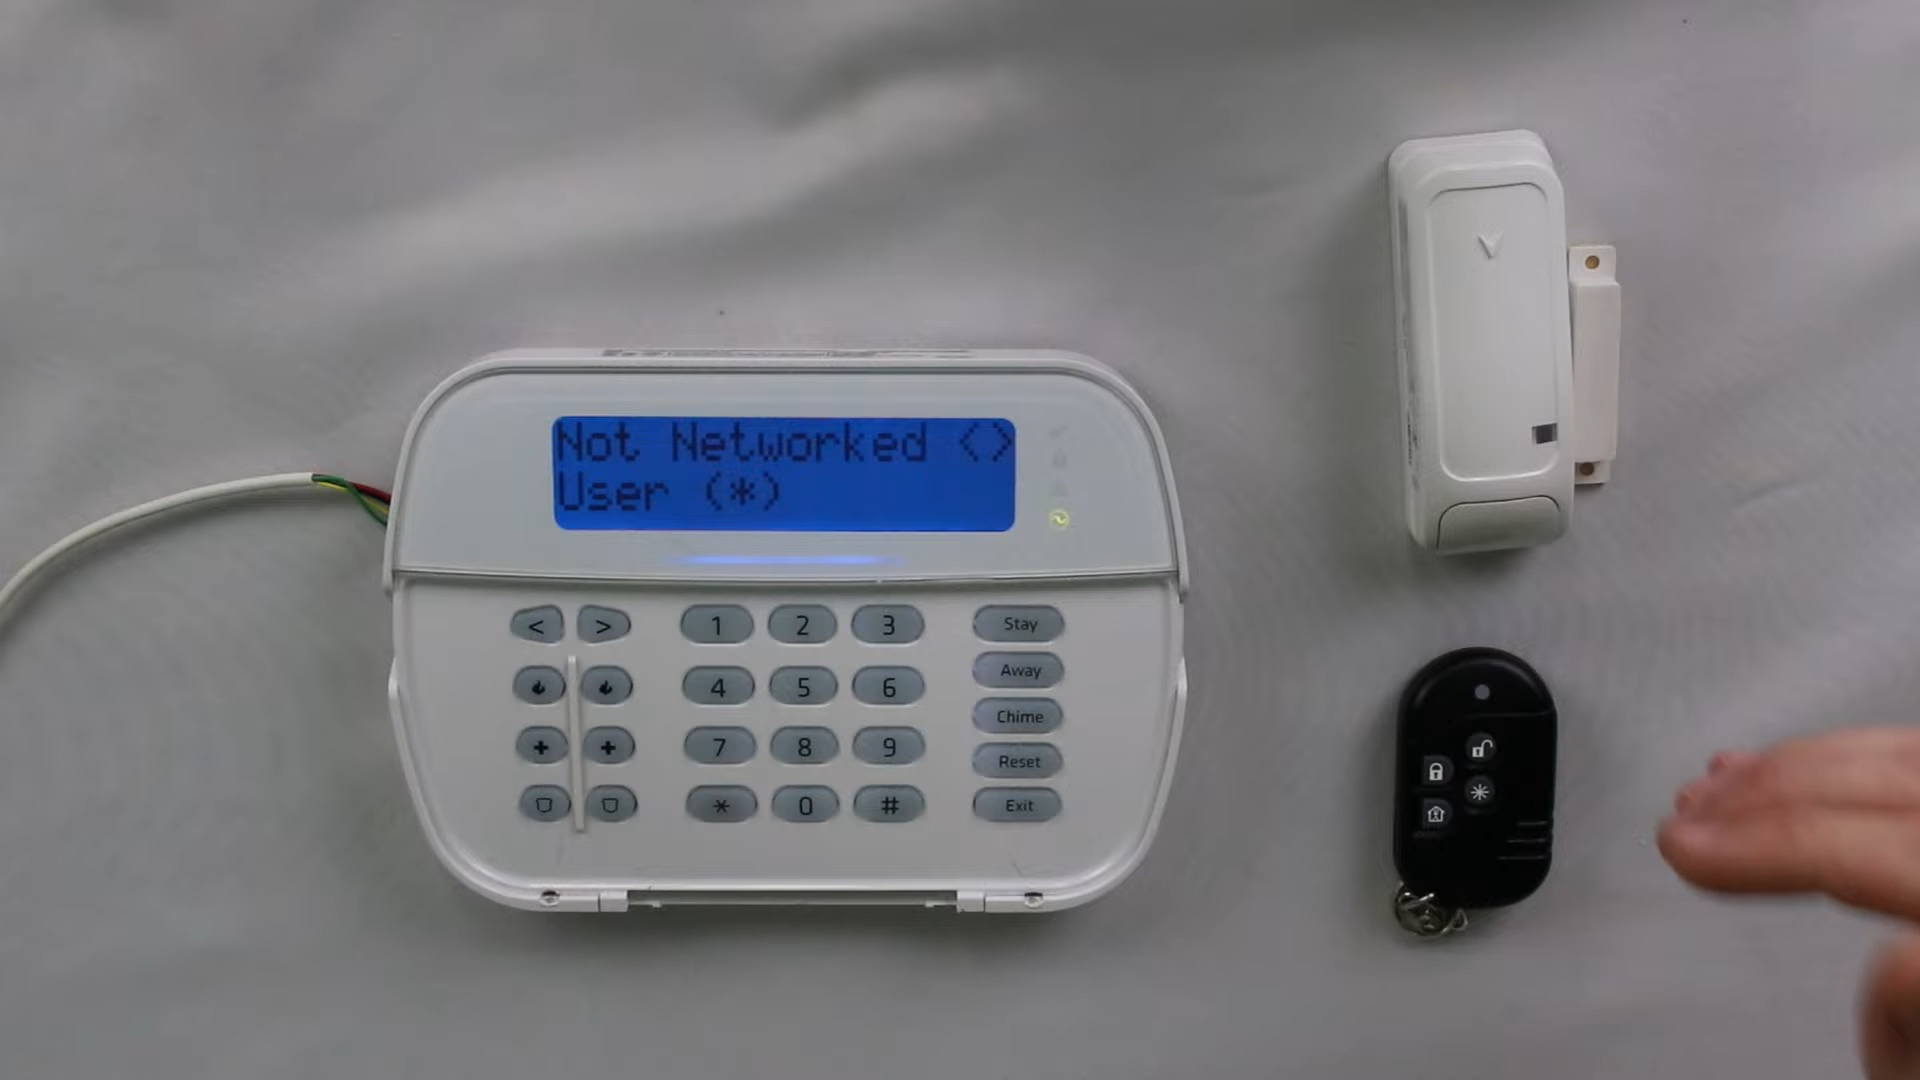 Not Networked <>
User (*)
< > 1 2 3 Stay
4 5 6 Away
Chime
+ + 7 8 9
Reset
* 0 # Exit